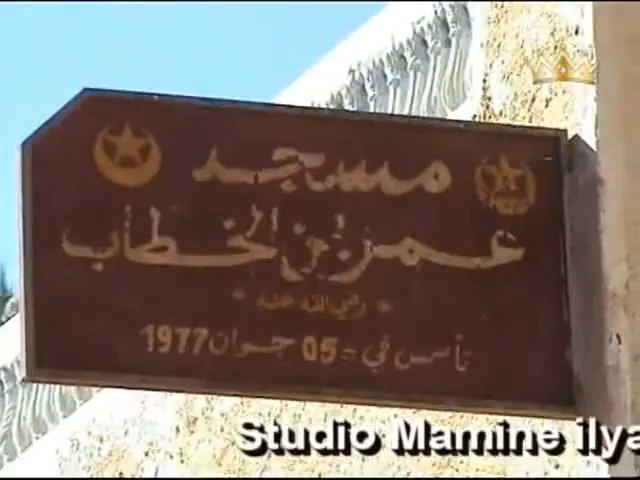 مسجد
عمر بن الخطاب
رضي الله عنه
تأسس في = 05 جوان 1977
Studio Mamine ilya